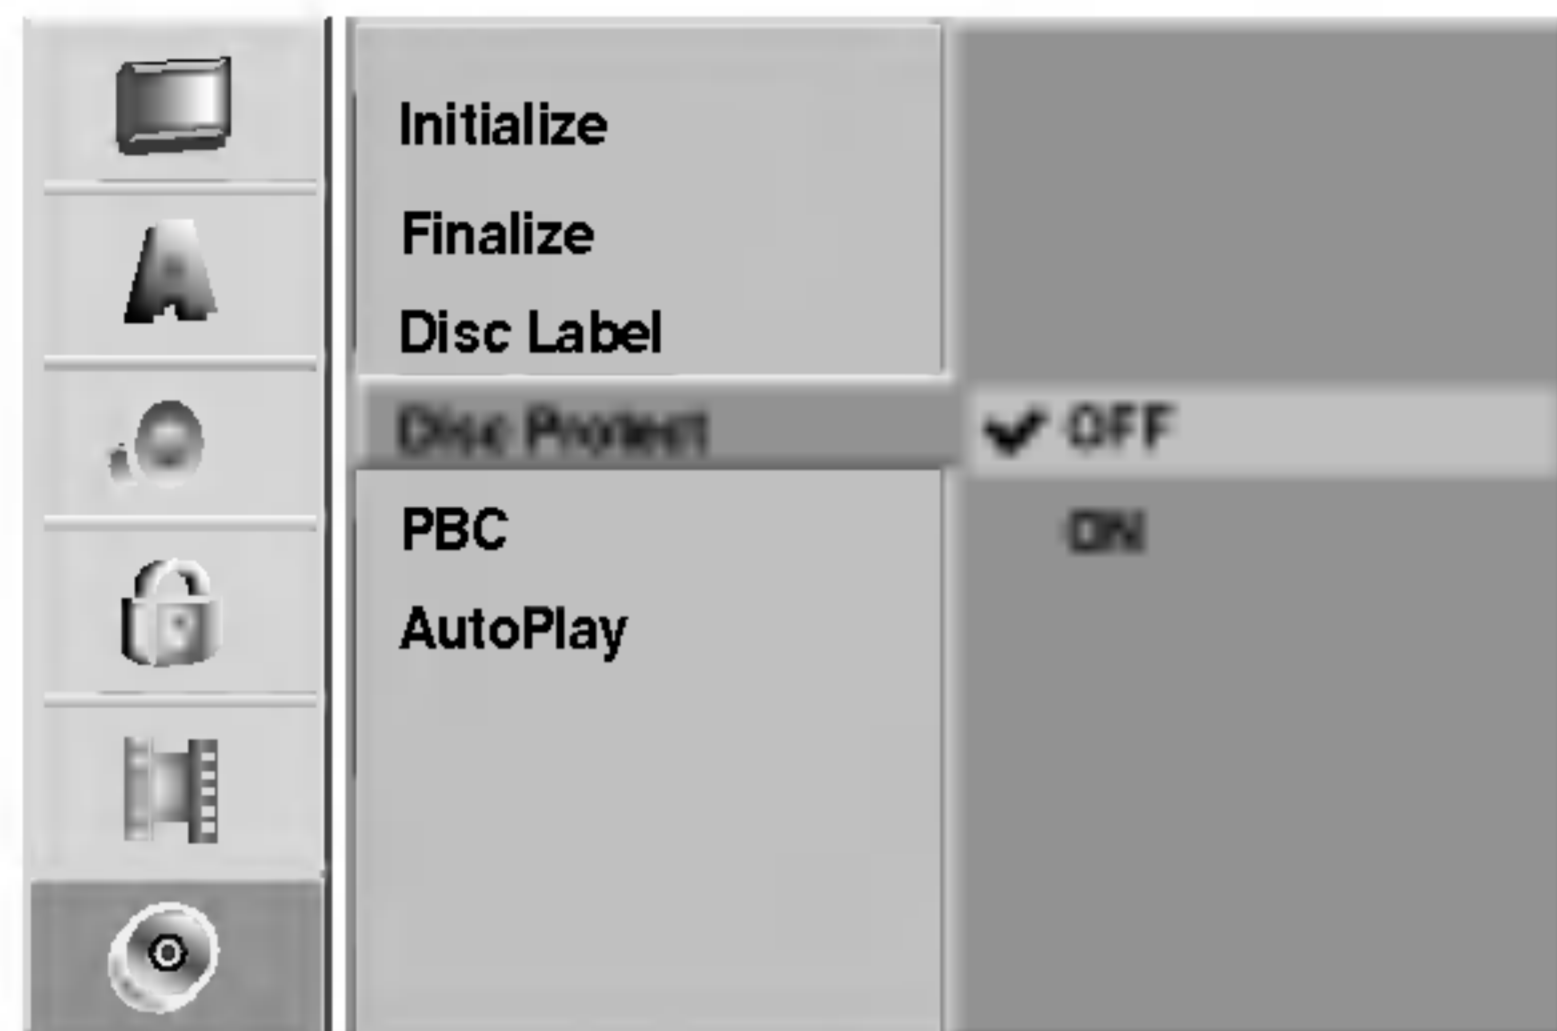 Initialize
Finalize
Disc Label
Disc Protect
OFF
ON
PBC
AutoPlay